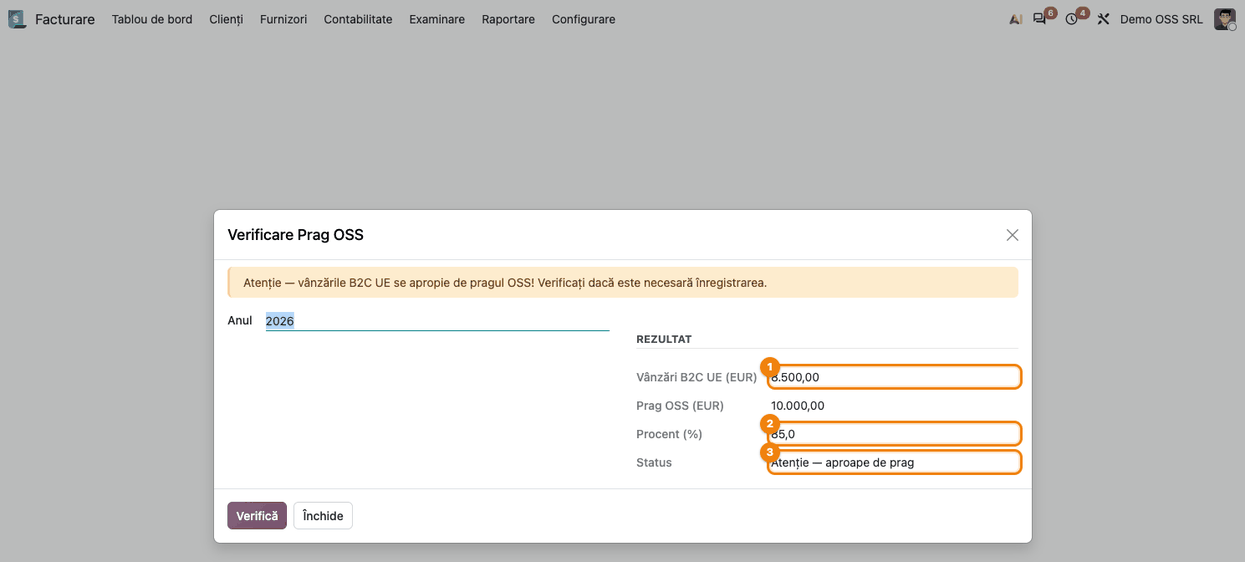 Facturare Tablou de bord Clienți Furnizori Contabilitate Examinare Raportare Configurare AI 6 4 Demo OSS SRL
Verificare Prag OSS
Atenție — vânzările B2C UE se apropie de pragul OSS! Verificați dacă este necesară înregistrarea.
Anul 2026
REZULTAT
1
Vânzări B2C UE (EUR) 8.500,00
Prag OSS (EUR) 10.000,00
2
Procent (%) 85,0
3
Status Atenție — aproape de prag
Verifică Închide